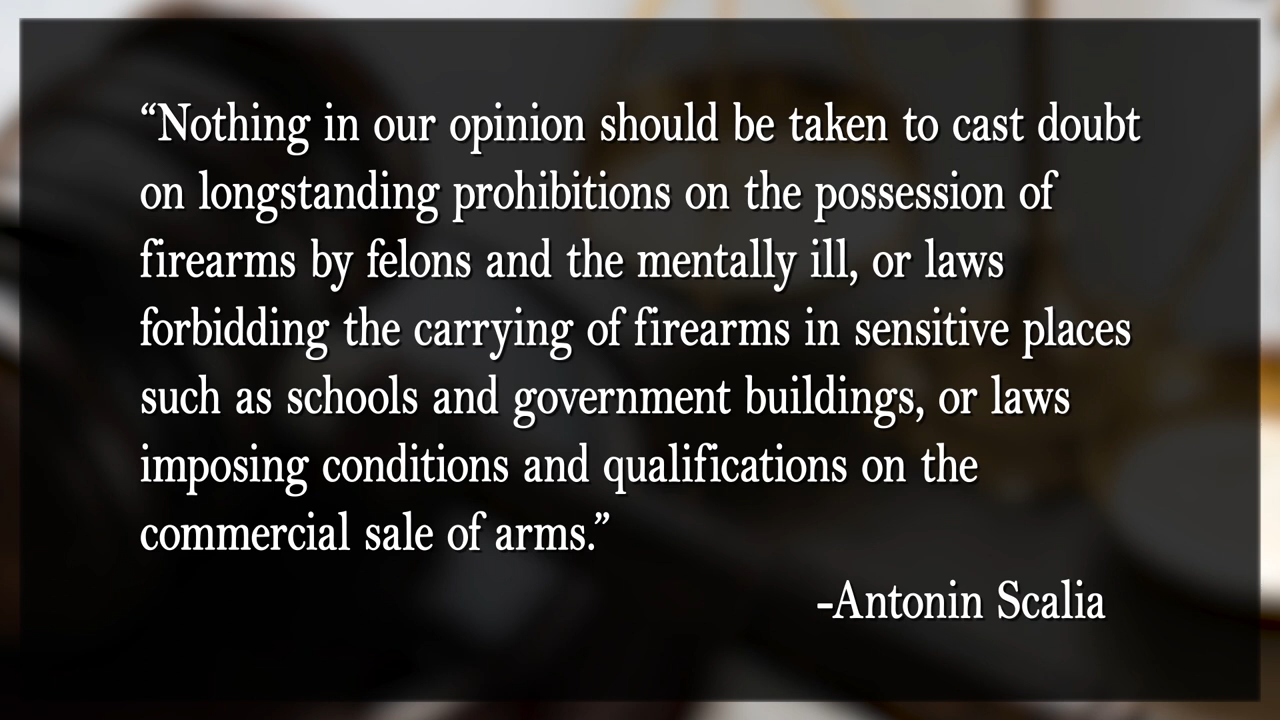 “Nothing in our opinion should be taken to cast doubt
on longstanding prohibitions on the possession of
firearms by felons and the mentally ill, or laws
forbidding the carrying of firearms in sensitive places
such as schools and government buildings, or laws
imposing conditions and qualifications on the
commercial sale of arms.”
-Antonin Scalia